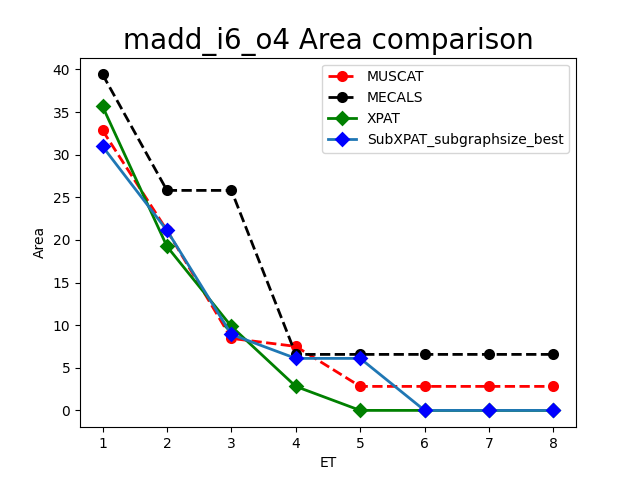 madd_i6_o4 Area comparison
MUSCAT
MECALS
XPAT
SubXPAT_subgraphsize_best
Area
40
35
30
25
20
15
10
5
0
1 2 3 4 5 6 7 8
ET